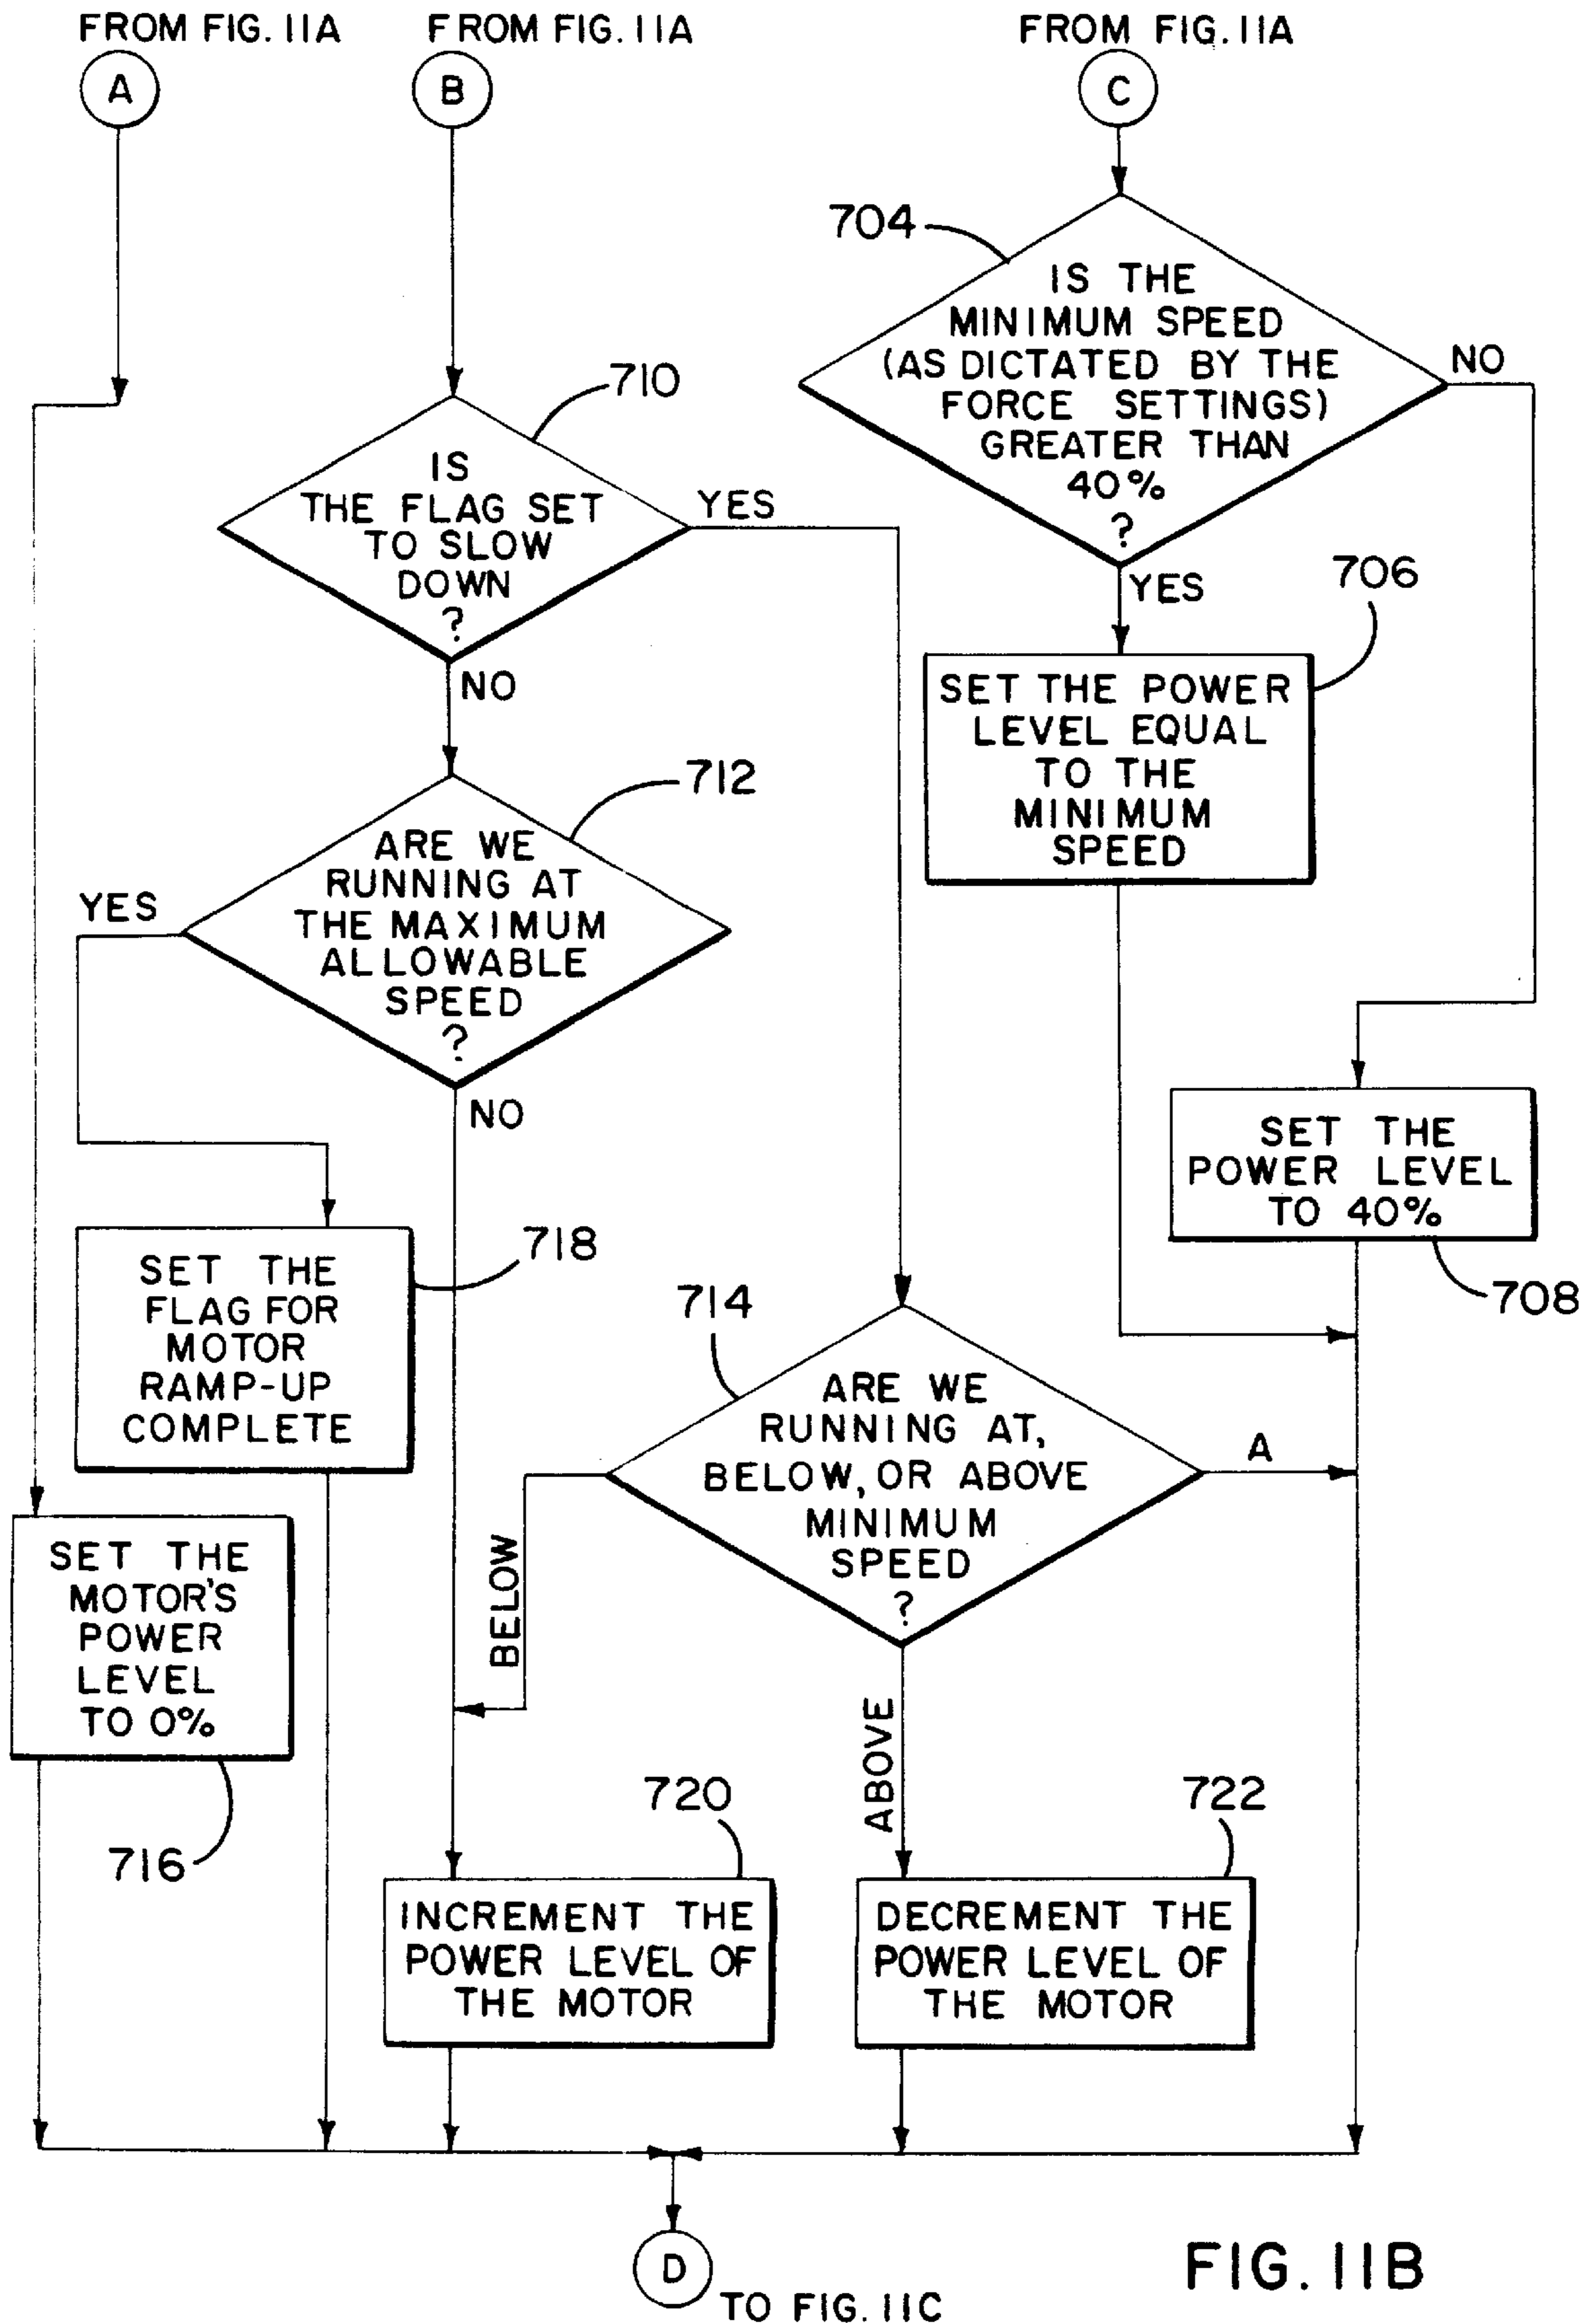 FROM FIG. 11A
FROM FIG. 11A
FROM FIG. 11A
A
B
C
704
IS THE
MINIMUM SPEED
(AS DICTATED BY THE
FORCE SETTINGS)
GREATER THAN
40%
?
NO
YES
710
IS
THE FLAG SET
TO SLOW
DOWN
?
YES
NO
706
SET THE POWER
LEVEL EQUAL
TO THE
MINIMUM
SPEED
712
ARE WE
RUNNING AT
THE MAXIMUM
ALLOWABLE
SPEED
?
YES
NO
SET THE
POWER LEVEL
TO 40%
708
718
SET THE
FLAG FOR
MOTOR
RAMP-UP
COMPLETE
714
ARE WE
RUNNING AT,
BELOW, OR ABOVE
MINIMUM
SPEED
?
A
BELOW
ABOVE
SET THE
MOTOR'S
POWER
LEVEL
TO 0%
716
720
INCREMENT THE
POWER LEVEL OF
THE MOTOR
722
DECREMENT THE
POWER LEVEL OF
THE MOTOR
D
TO FIG. 11C
FIG. 11B